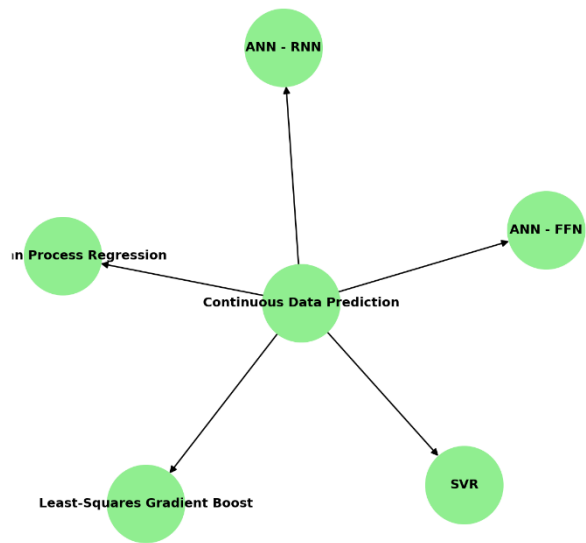 ANN - RNN
ANN - FFN
n Process Regression
Continuous Data Prediction
SVR
Least-Squares Gradient Boost